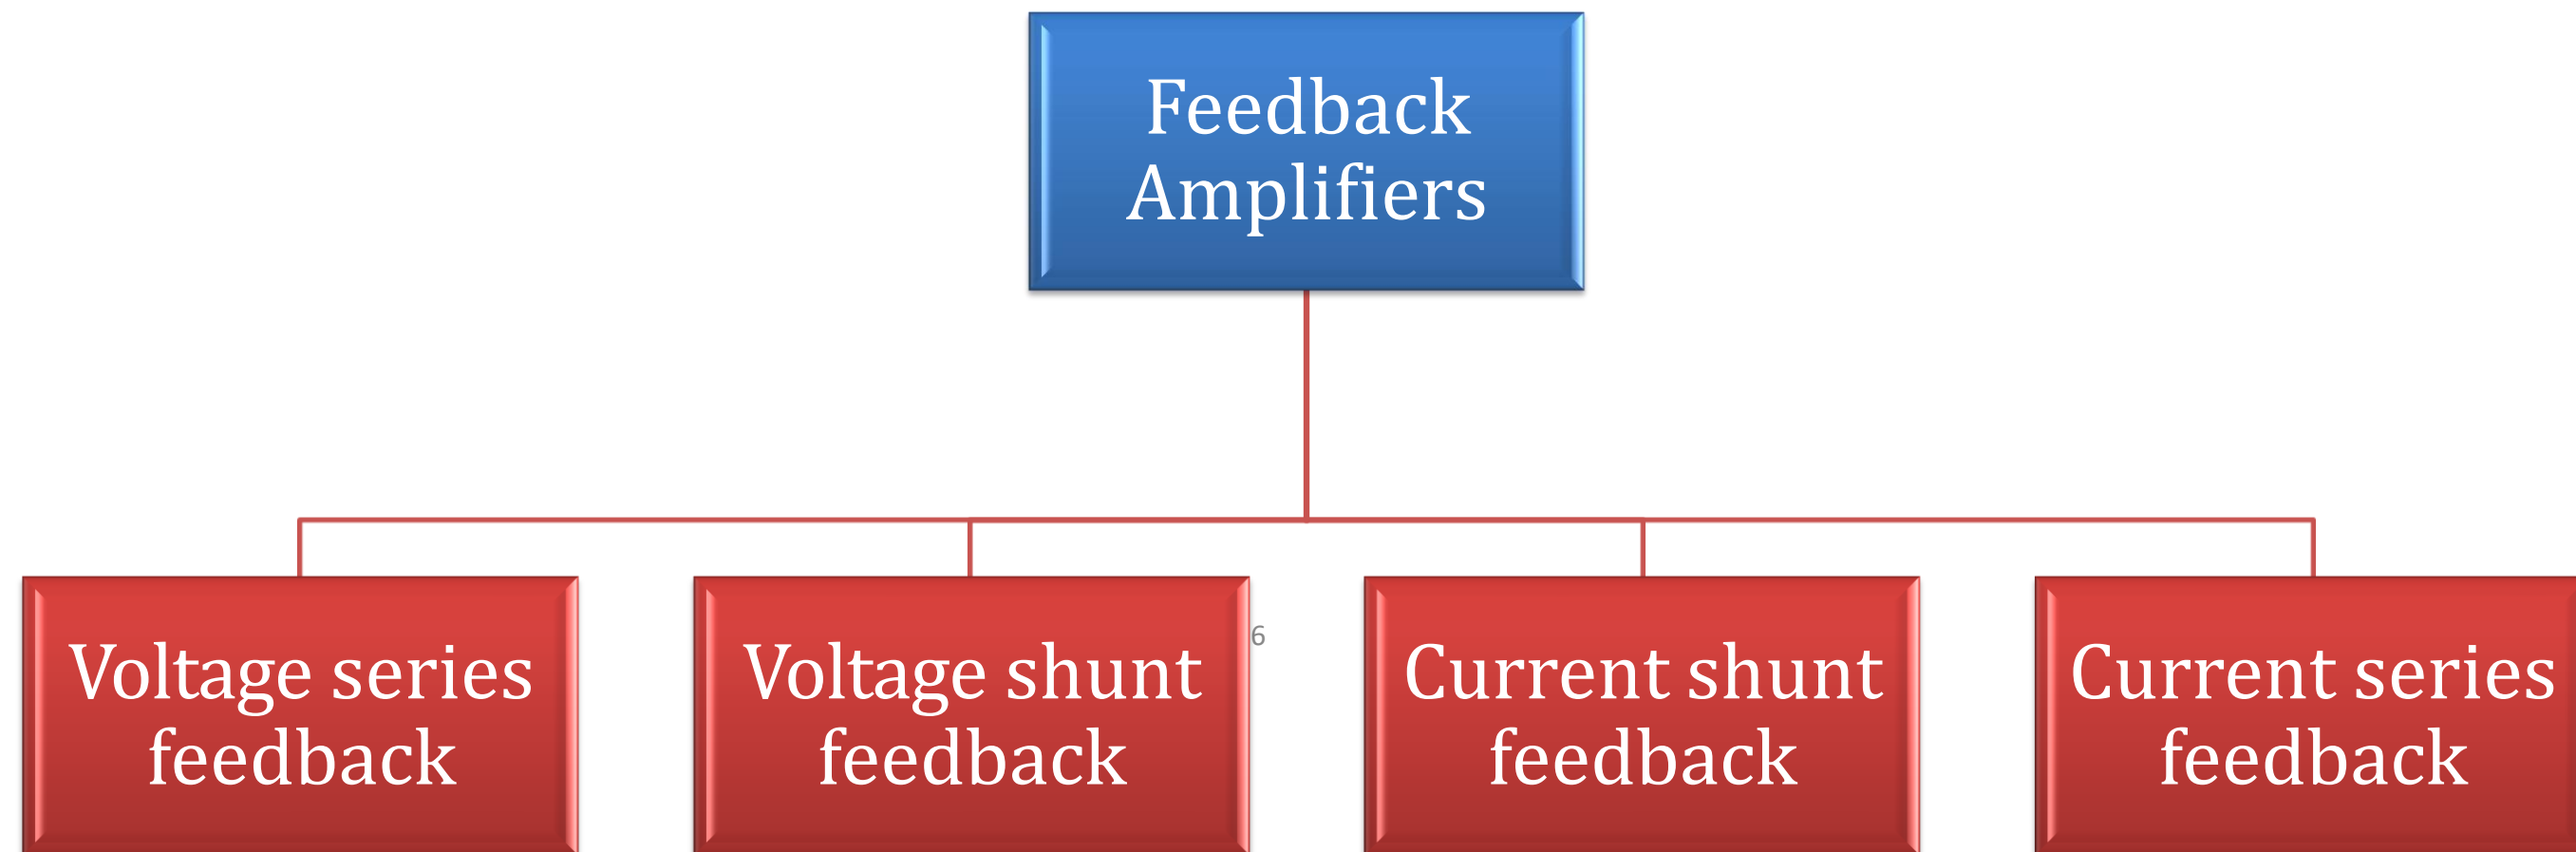 Feedback
Amplifiers
Voltage series
feedback
Voltage shunt
feedback
6
Current shunt
feedback
Current series
feedback